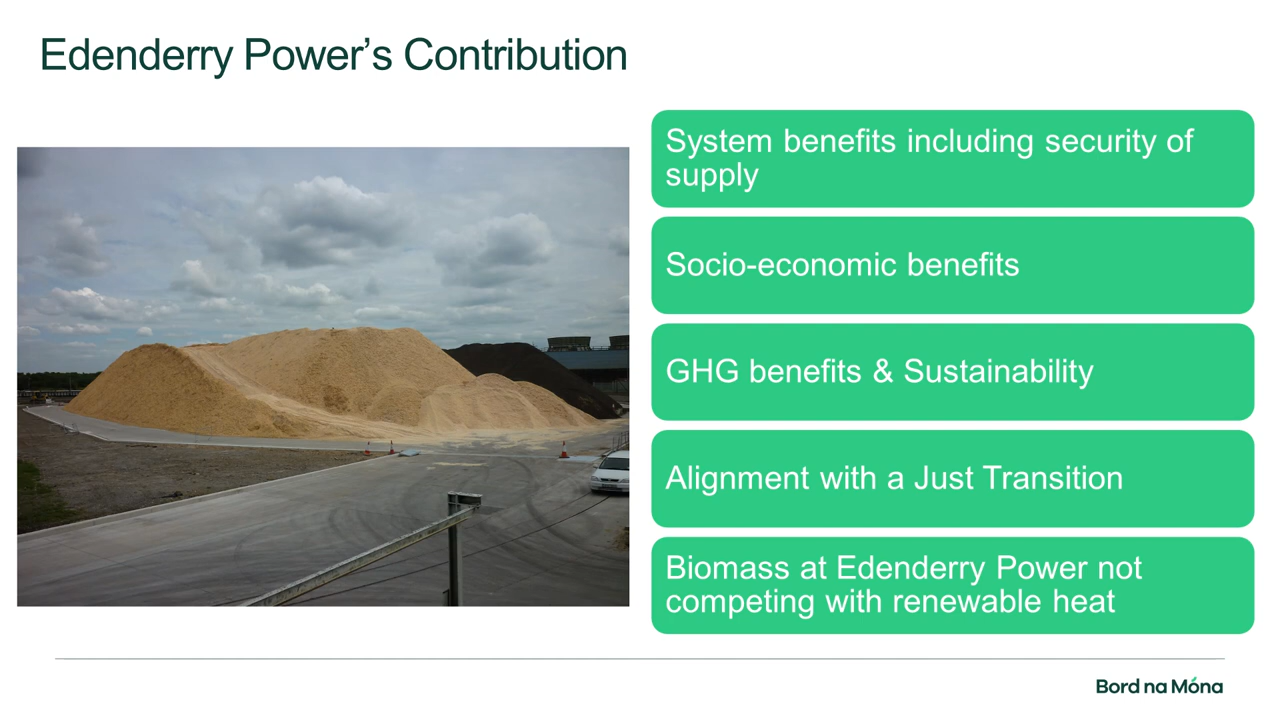 Edenderry Power’s Contribution
System benefits including security of
supply
Socio-economic benefits
GHG benefits & Sustainability
Alignment with a Just Transition
Biomass at Edenderry Power not
competing with renewable heat
Bord na Móna